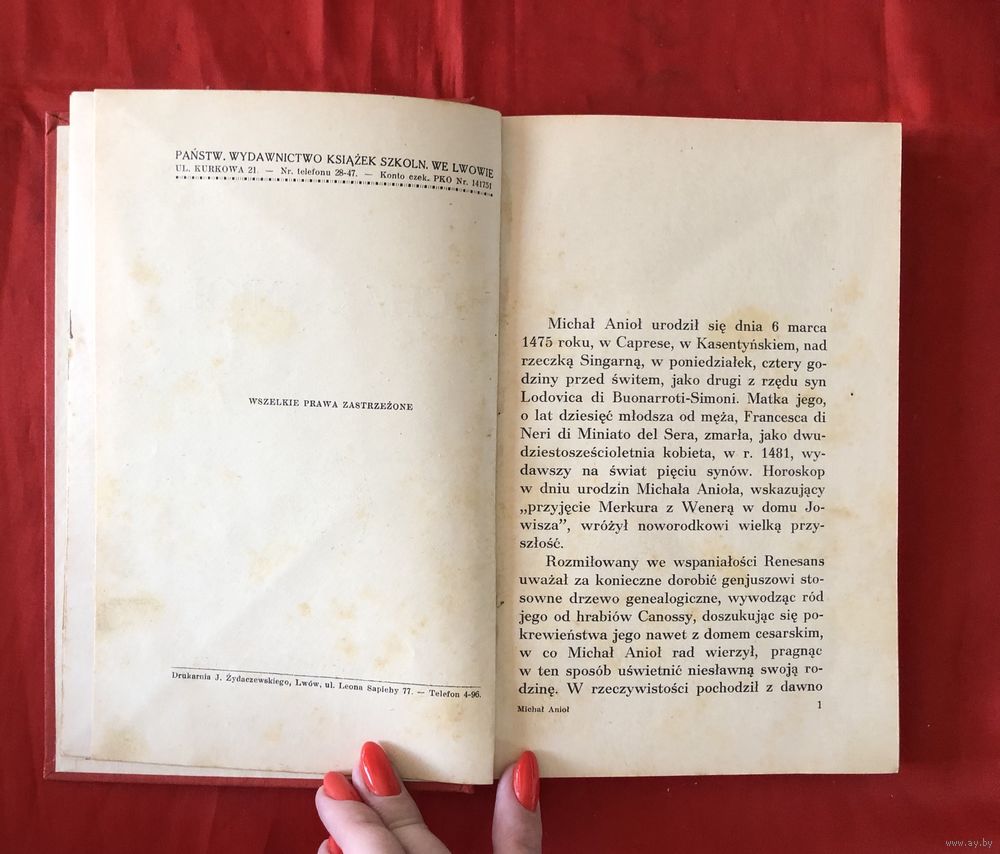 PAŃSTW. WYDAWNICTWO KSIĄŻEK SZKOLN. WE LWOWIE
UL. KURKOWA 21. — Nr. telefonu 28-47. — Konto czek. PKO Nr. 141751
WSZELKIE PRAWA ZASTRZEŻONE
Drukarnia J. Żydaczewskiego, Lwów, ul. Leona Sapiehy 77. — Telefon 4-96.
Michał Anioł urodził się dnia 6 marca
1475 roku, w Caprese, w Kasentyńskiem, nad
rzeczką Singarną, w poniedziałek, cztery go-
dziny przed świtem, jako drugi z rzędu syn
Lodovica di Buonarroti-Simoni. Matka jego,
o lat dziesięć młodsza od męża, Francesca di
Neri di Miniato del Sera, zmarła, jako dwu-
dziestosześcioletnia kobieta, w r. 1481, wy-
dawszy na świat pięciu synów. Horoskop
w dniu urodzin Michała Anioła, wskazujący
„przyjęcie Merkura z Wenerą w domu Jo-
wisza”, wróżył noworodkowi wielką przy-
szłość.
Rozmiłowany we wspaniałości Renesans
uważał za konieczne dorobić genjuszowi sto-
sowne drzewo genealogiczne, wywodząc ród
jego od hrabiów Canossy, doszukując się po-
krewieństwa jego nawet z domem cesarskim,
w co Michał Anioł rad wierzył, pragnąc
w ten sposób uświetnić niesławną swoją ro-
dzinę. W rzeczywistości pochodził z dawno
Michał Anioł
1
www.ay.by